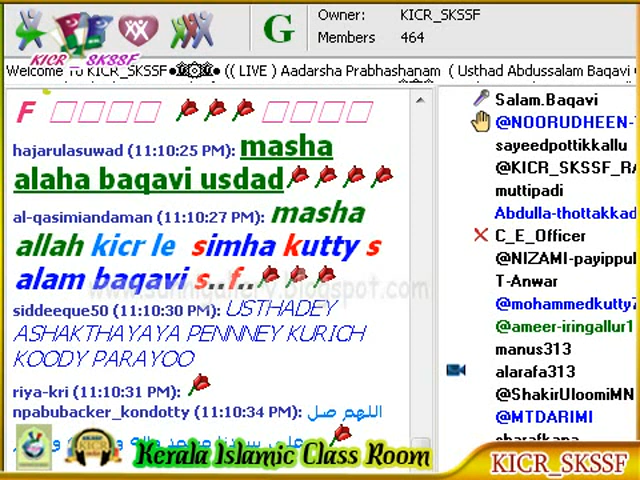 Owner: KICR_SKSSF
Members 464
G
KICR_SKSSF
Welcome To KICR_SKSSF (( LIVE ) Aadarsha Prabhashanam ( Usthad Abdussalam Baqavi
F
hajarulasuwad (11:10:25 PM): masha
alaha baqavi usdad
al-qasimiandaman (11:10:27 PM): masha
allah kicr le simha kutty s
alam baqavi s..f..
siddeeque50 (11:10:30 PM): USTHADEY
ASHAKTHAYAYA PENNNEY KURICH
KOODY PARAYOO
riya-kri (11:10:31 PM):
npabubacker_kondotty (11:10:34 PM): اللهم صل
Salam.Baqavi
@NOORUDHEEN-
sayeedpottikkallu
@KICR_SKSSF_RA
muttipadi
Abdulla-thottakkad
C_E_Officer
@NIZAMI-payippul
T-Anwar
@mohammedkutty7
@ameer-iringallur1
manus313
alarafa313
@ShakirUloomiMN
@MTDARIMI
Kerala Islamic Class Room
KICR_SKSSF